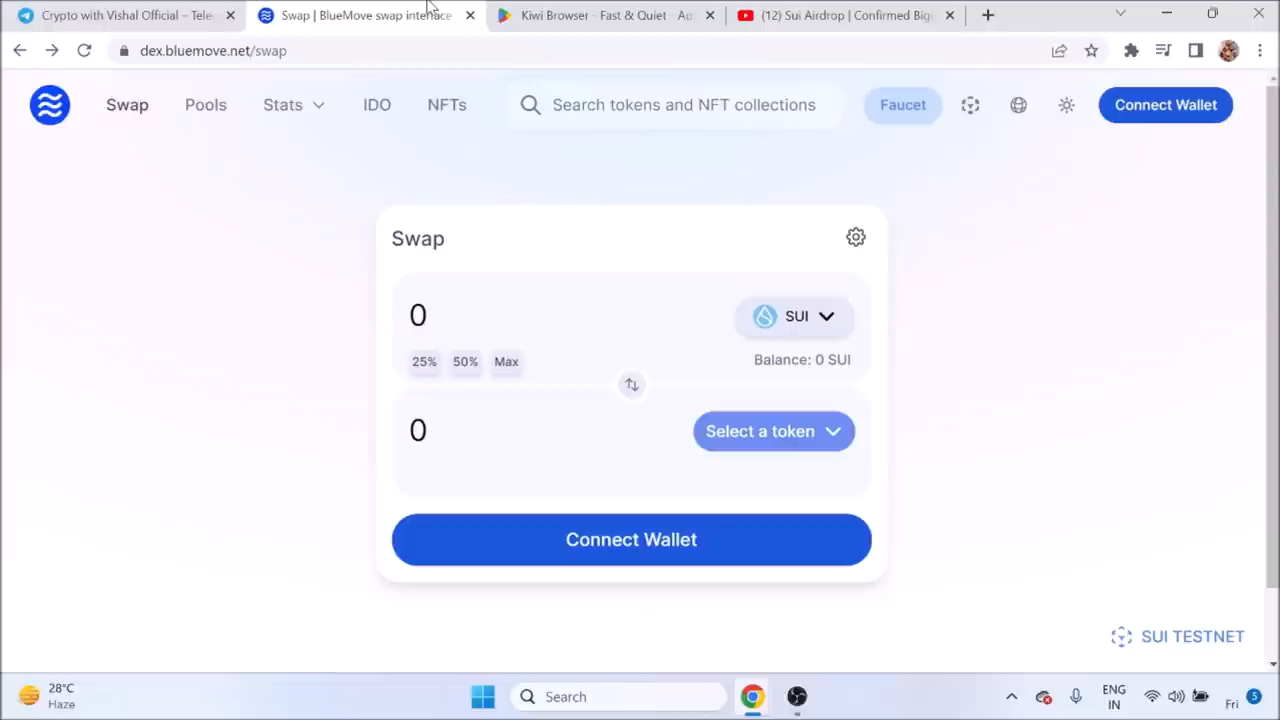 Crypto with Vishal Official – Tele
Swap | BlueMove swap interface
Kiwi Browser - Fast & Quiet - Ap
(12) Sui Airdrop | Confirmed Big
dex.bluemove.net/swap
Swap
Pools
Stats
IDO
NFTs
Search tokens and NFT collections
Faucet
Connect Wallet
Swap
0
SUI
25%
50%
Max
Balance: 0 SUI
0
Select a token
Connect Wallet
SUI TESTNET
28°C
Haze
Search
ENG
IN
Fri
5